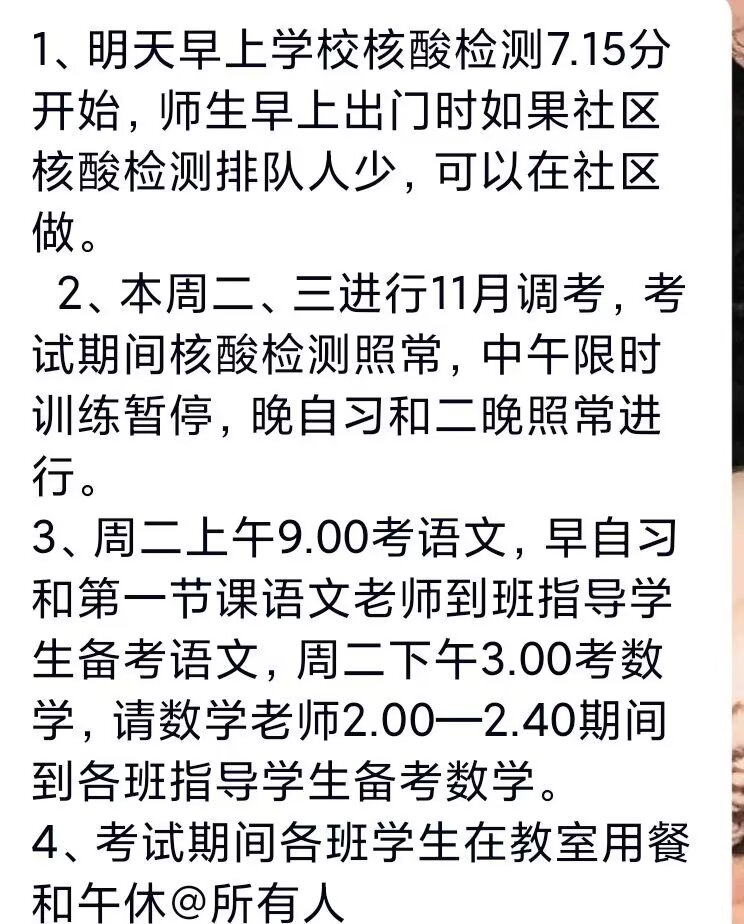 1、明天早上学校核酸检测7.15分
开始，师生早上出门时如果社区
核酸检测排队人少，可以在社区
做。
2、本周二、三进行11月调考，考
试期间核酸检测照常，中午限时
训练暂停，晚自习和二晚照常进
行。
3、周二上午9.00考语文，早自习
和第一节课语文老师到班指导学
生备考语文，周二下午3.00考数
学，请数学老师2.00—2.40期间
到各班指导学生备考数学。
4、考试期间各班学生在教室用餐
和午休@所有人